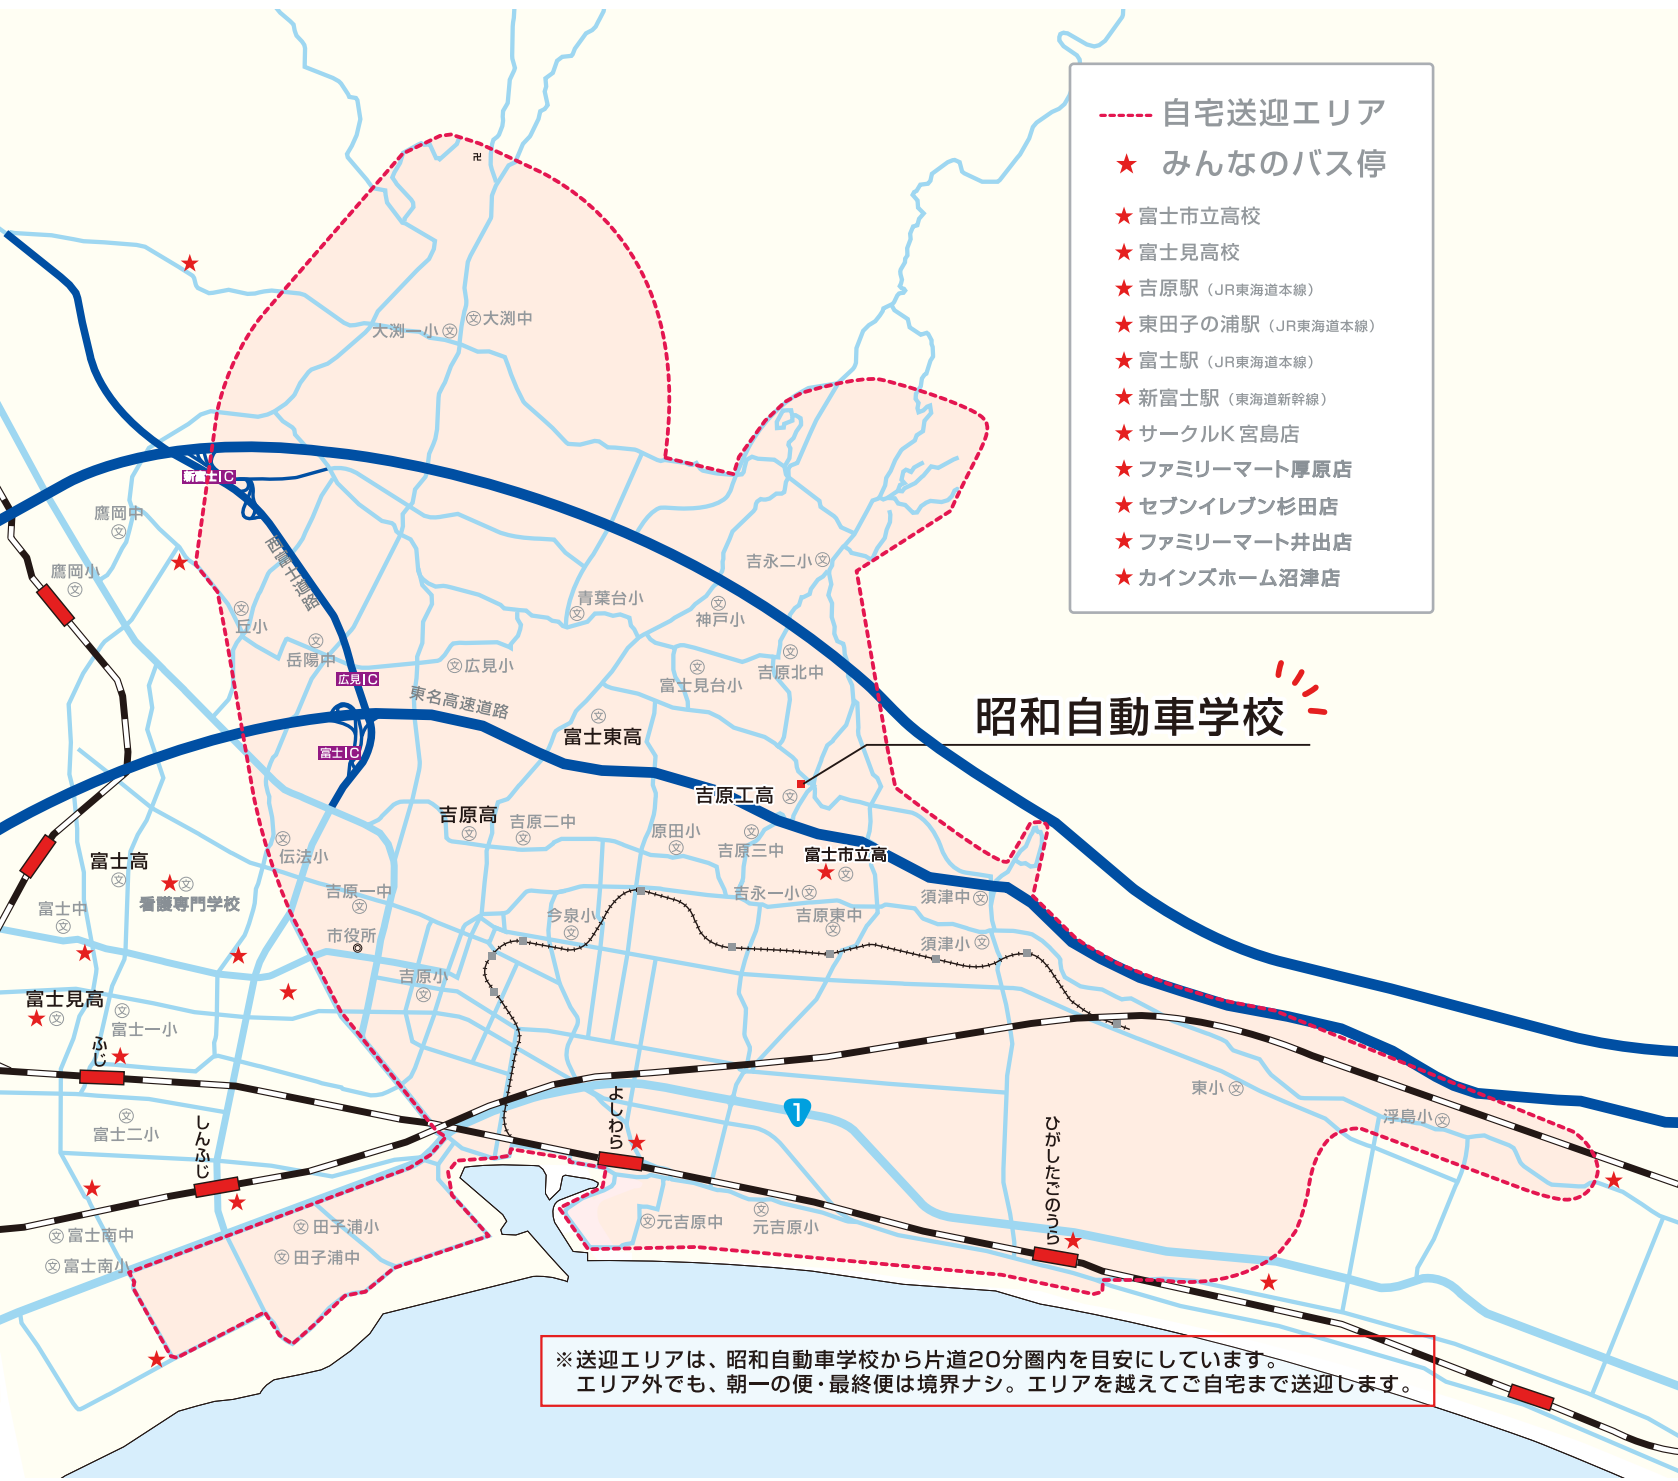 自宅送迎エリア
みんなのバス停
富士市立高校
富士見高校
吉原駅（JR東海道本線）
東田子の浦駅（JR東海道本線）
富士駅（JR東海道本線）
新富士駅（東海道新幹線）
サークルK 宮島店
ファミリーマート厚原店
セブンイレブン杉田店
ファミリーマート井出店
カインズホーム沼津店
卍
大渕中
大渕一小
新富士IC
鷹岡中
西富士道路
吉永二小
鷹岡小
青葉台小
神戸小
丘小
岳陽中
広見小
吉原北中
広見IC
富士見台小
東名高速道路
昭和自動車学校
富士東高
富士IC
吉原工高
吉原高
吉原二中
原田小
吉原三中
伝法小
富士市立高
富士高
吉原一中
吉永一小
須津中
看護専門学校
富士中
今泉小
吉原東中
市役所
須津小
吉原小
富士見高
富士一小
ふじ
東小
1
浮島小
よしわら
富士二小
しんふじ
ひがしたごのうら
元吉原中
元吉原小
田子浦小
富士南中
田子浦中
富士南小
※送迎エリアは、昭和自動車学校から片道20分圏内を目安にしています。
エリア外でも、朝一の便・最終便は境界ナシ。エリアを越えてご自宅まで送迎します。